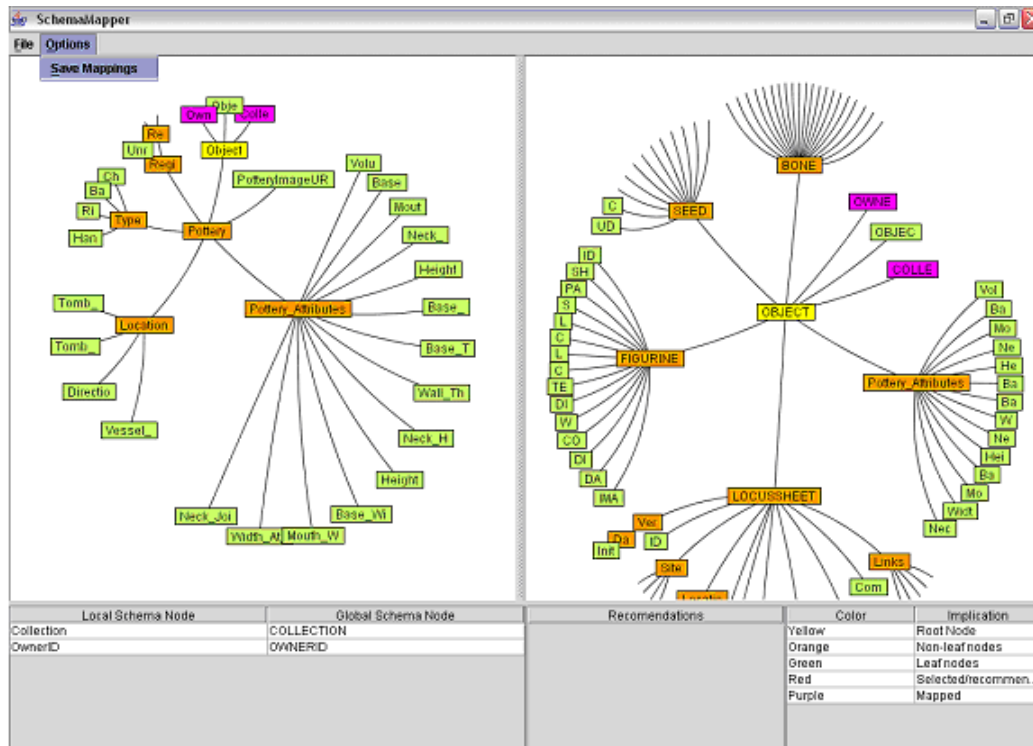 SchemaMapper
File Options
Save Mappings
Obje
Own Colle
Re
Unr Object
Regi
Volu
Ch PotteryImageUR Base
Ba
Mout
Ri Type
Han Pottery Neck_
Height
Tomb_ Pottery_Attributes Base_
Location
Tomb_ Base_T
Directio Wall_Th
Vessel_ Neck_H
Height
Neck_Joi Base_Wi
Width_At Mouth_W
BONE
C SEED OWNE
UD OBJEC
ID
SH COLLE
PA Vol
S OBJECT Ba
L Mo
C Ne
L FIGURINE He
C Pottery_Attributes Ba
TE Ba
DI W
W Ne
CO Hei
DI Ba
DA Mo
IMA LOCUSSHEET Widt
Ver Nec
Da ID
Init Links
Site Com
Local Schema Node Global Schema Node Recomendations Color Implication
Collection COLLECTION Yellow Root Node
OwnerID OWNERID Orange Non-leaf nodes
Green Leaf nodes
Red Selected/recommen...
Purple Mapped